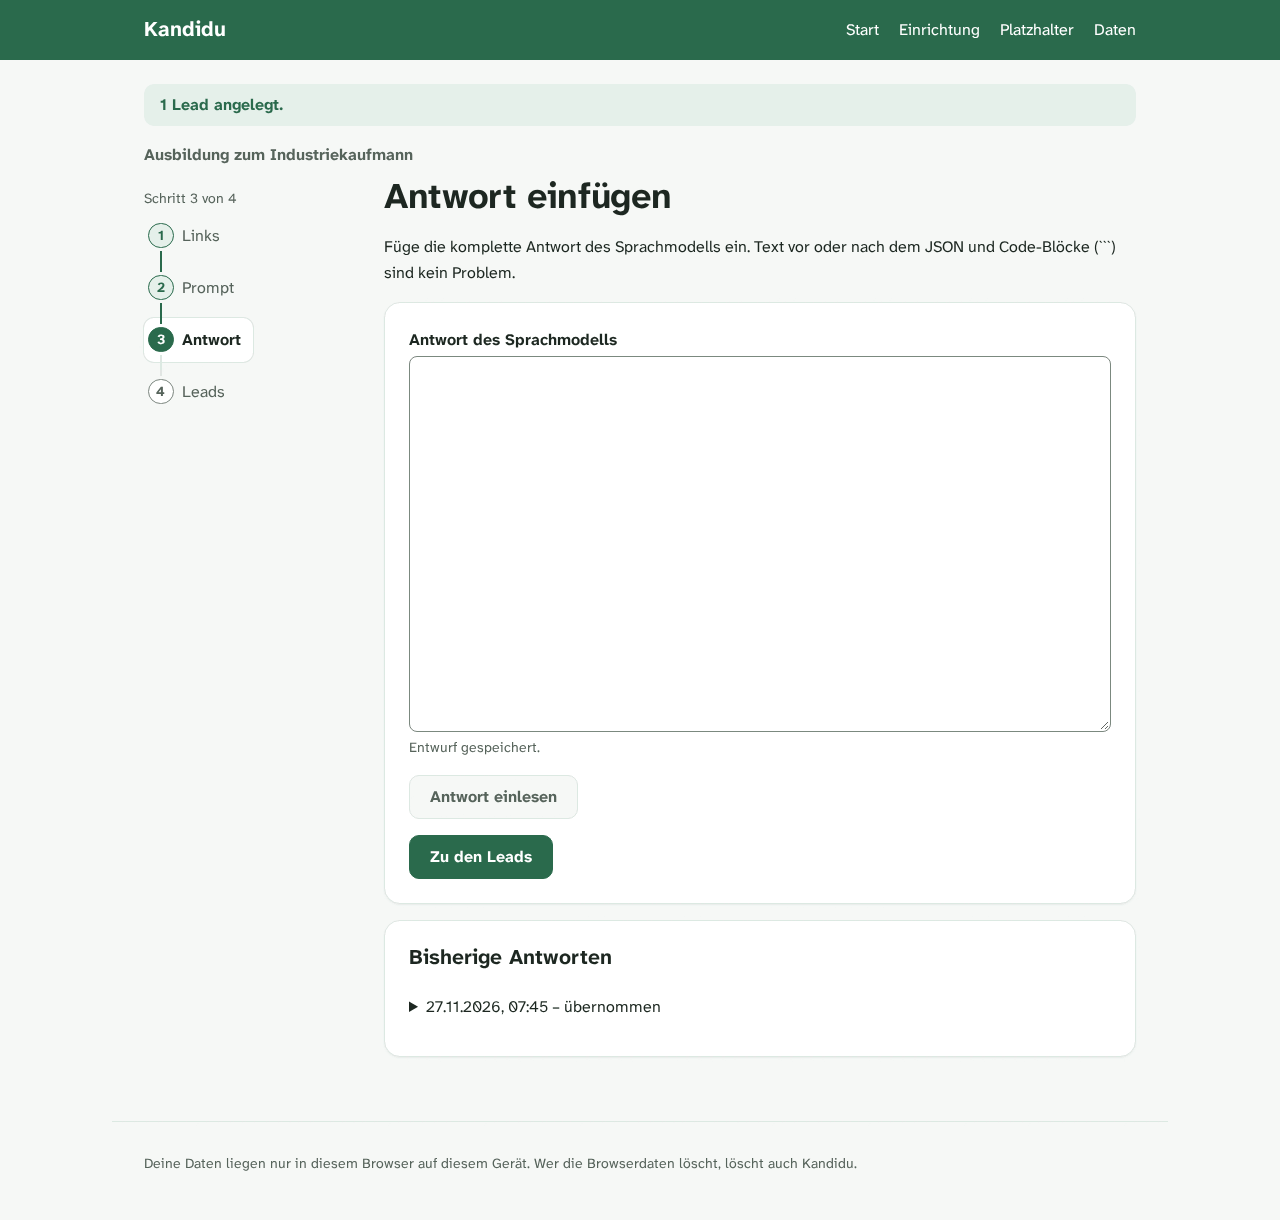 Kandidu
Start
Einrichtung
Platzhalter
Daten
1 Lead angelegt.
Ausbildung zum Industriekaufmann
Schritt 3 von 4
1 Links
2 Prompt
3 Antwort
4 Leads
Antwort einfügen
Füge die komplette Antwort des Sprachmodells ein. Text vor oder nach dem JSON und Code-Blöcke (```)
sind kein Problem.
Antwort des Sprachmodells
Entwurf gespeichert.
Antwort einlesen
Zu den Leads
Bisherige Antworten
27.11.2026, 07:45 – übernommen
Deine Daten liegen nur in diesem Browser auf diesem Gerät. Wer die Browserdaten löscht, löscht auch Kandidu.